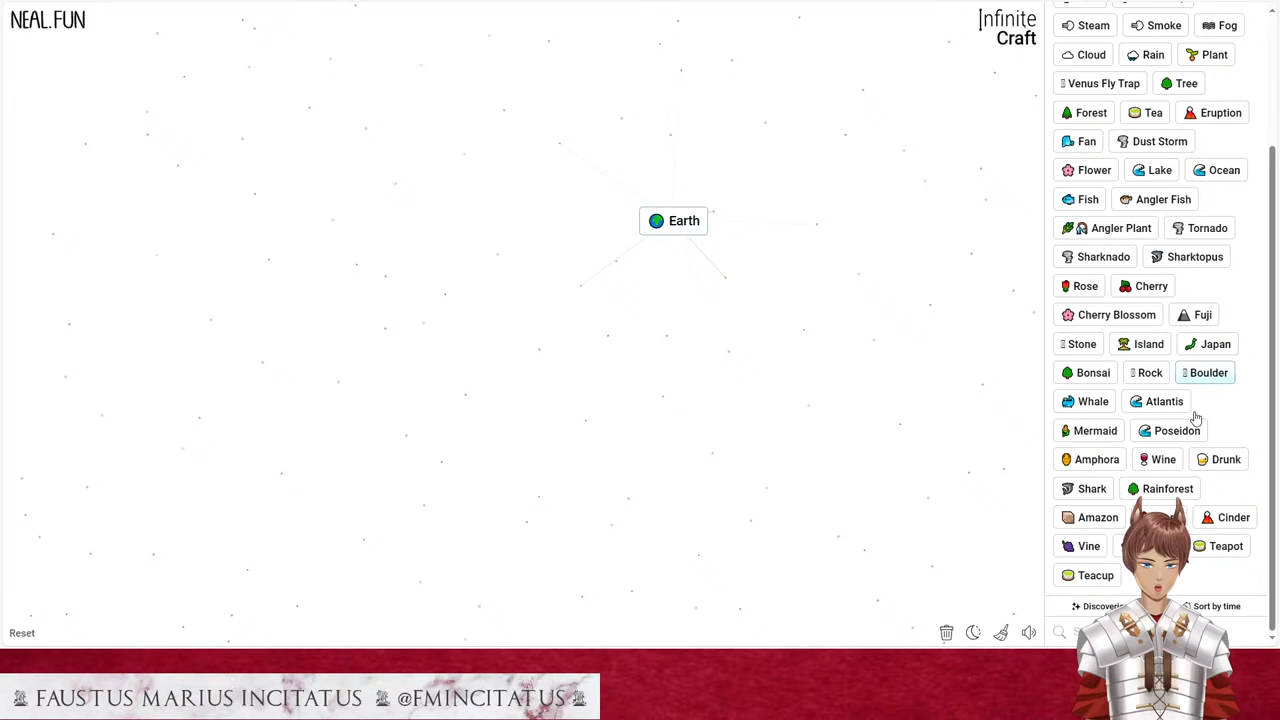 NEAL.FUN
Infinite
Craft
Earth
Steam Smoke Fog
Cloud Rain Plant
Venus Fly Trap Tree
Forest Tea Eruption
Fan Dust Storm
Flower Lake Ocean
Fish Angler Fish
Angler Plant Tornado
Sharknado Sharktopus
Rose Cherry
Cherry Blossom Fuji
Stone Island Japan
Bonsai Rock Boulder
Whale Atlantis
Mermaid Poseidon
Amphora Wine Drunk
Shark Rainforest
Amazon Cinder
Vine Teapot
Teacup
Sort by time
Reset
FAUSTUS MARIUS INCITATUS @FMINCITATUS